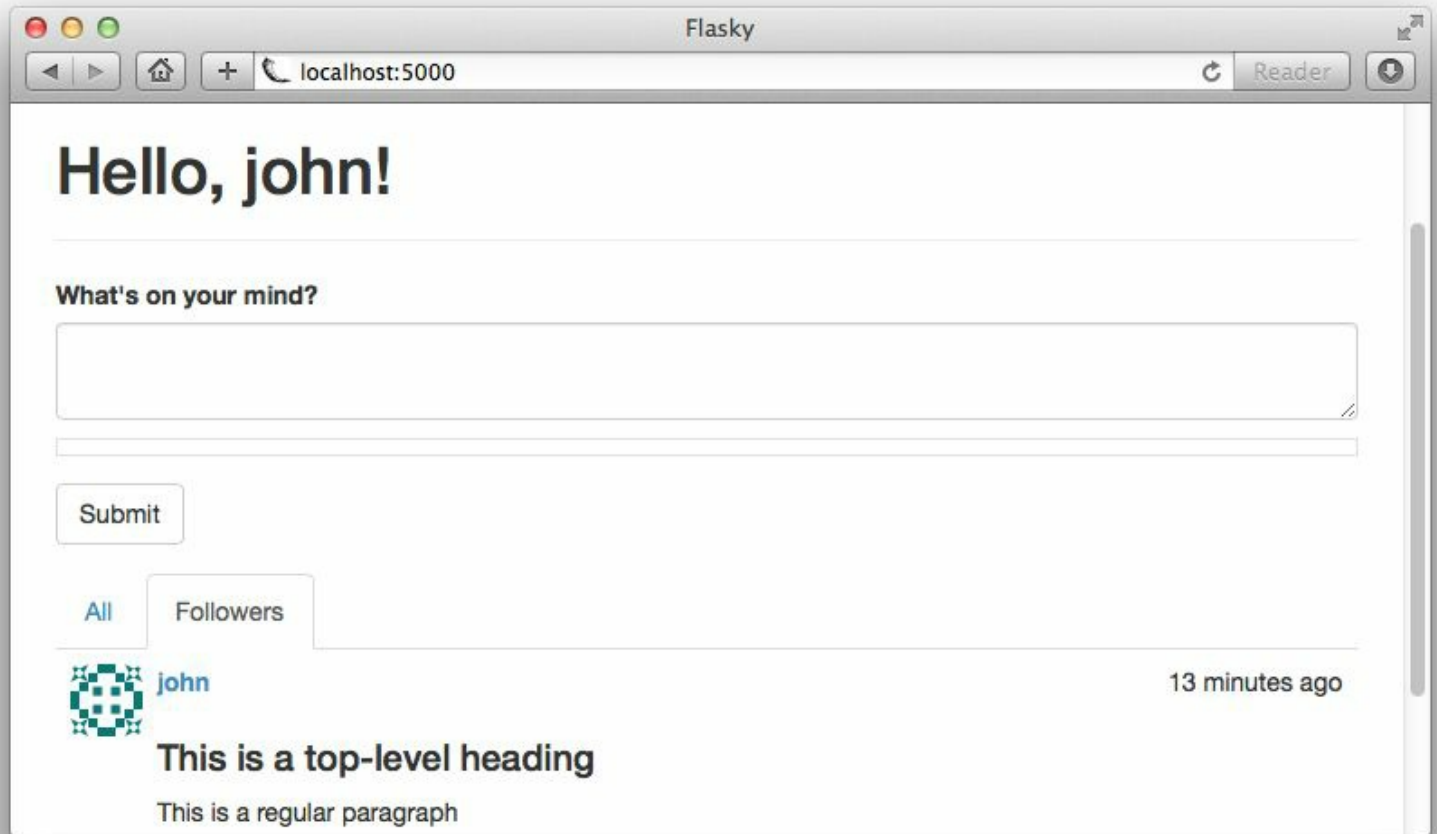 Flasky
localhost:5000
Reader
Hello, john!
What's on your mind?
Submit
All Followers
john 13 minutes ago
This is a top-level heading
This is a regular paragraph